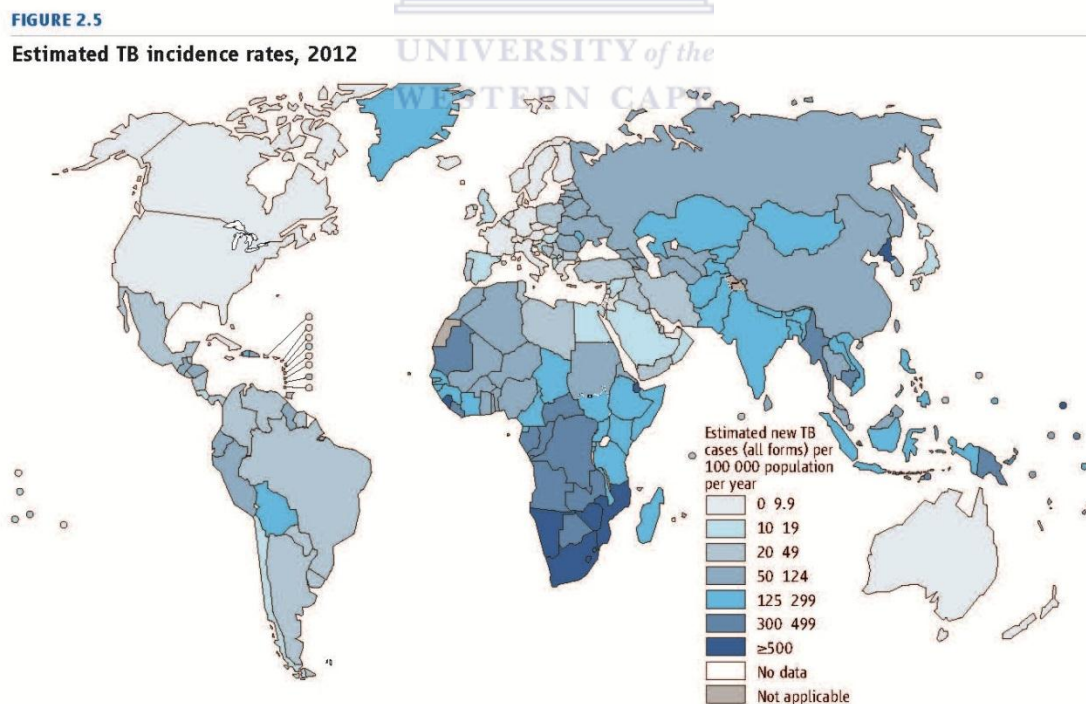 FIGURE 2.5
UNIVERSITY of the
WESTERN CAPE
Estimated TB incidence rates, 2012
Estimated new TB
cases (all forms) per
100 000 population
per year
0 9.9
10 19
20 49
50 124
125 299
300 499
≥500
No data
Not applicable